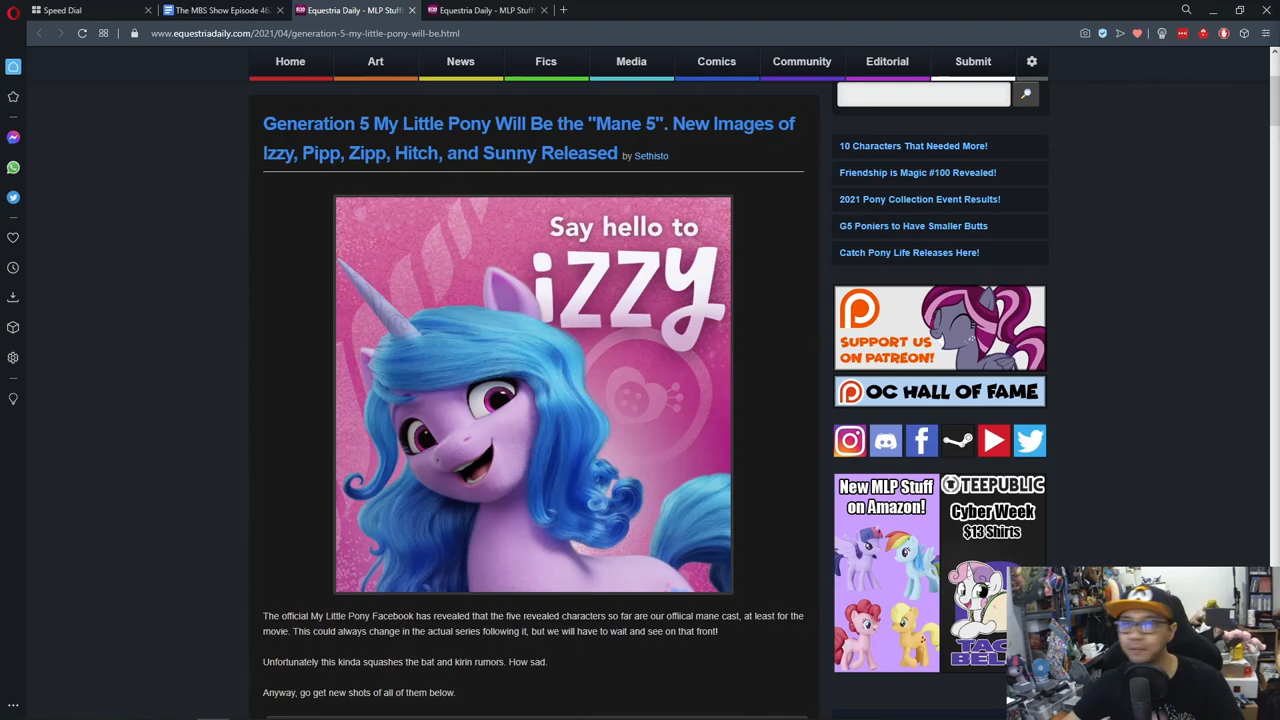 Speed Dial
The MBS Show Episode 46
Equestria Daily - MLP Stuff
Equestria Daily - MLP Stuff
www.equestriadaily.com/2021/04/generation-5-my-little-pony-will-be.html
Home Art News Fics Media Comics Community Editorial Submit
Generation 5 My Little Pony Will Be the "Mane 5". New Images of
Izzy, Pipp, Zipp, Hitch, and Sunny Released by Sethisto
Say hello to
izzy
The official My Little Pony Facebook has revealed that the five revealed characters so far are our offiical mane cast, at least for the
movie. This could always change in the actual series following it, but we will have to wait and see on that front!
Unfortunately this kinda squashes the bat and kirin rumors. How sad.
Anyway, go get new shots of all of them below.
10 Characters That Needed More!
Friendship is Magic #100 Revealed!
2021 Pony Collection Event Results!
G5 Poniers to Have Smaller Butts
Catch Pony Life Releases Here!
SUPPORT US
ON PATREON!
OC HALL OF FAME
New MLP Stuff
on Amazon!
TEEPUBLIC
Cyber Week
$13 Shirts